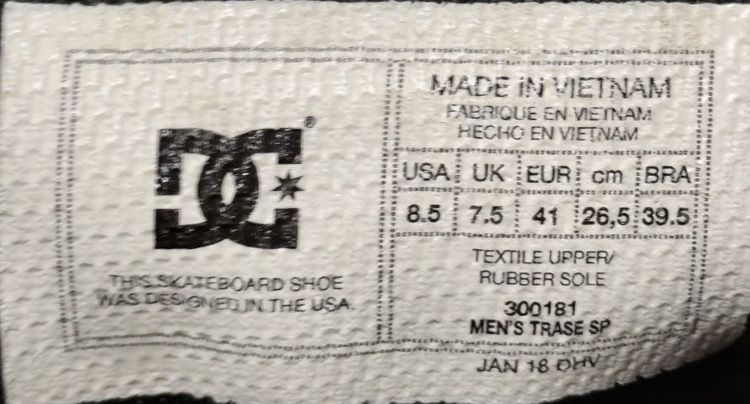 DC®
THIS SKATEBOARD SHOE
WAS DESIGNED IN THE USA.
MADE IN VIETNAM
FABRIQUE EN VIETNAM
HECHO EN VIETNAM
USA UK EUR cm BRA
8.5 7.5 41 26,5 39.5
TEXTILE UPPER/
RUBBER SOLE
300181
MEN'S TRASE SP
JAN 18 DHV